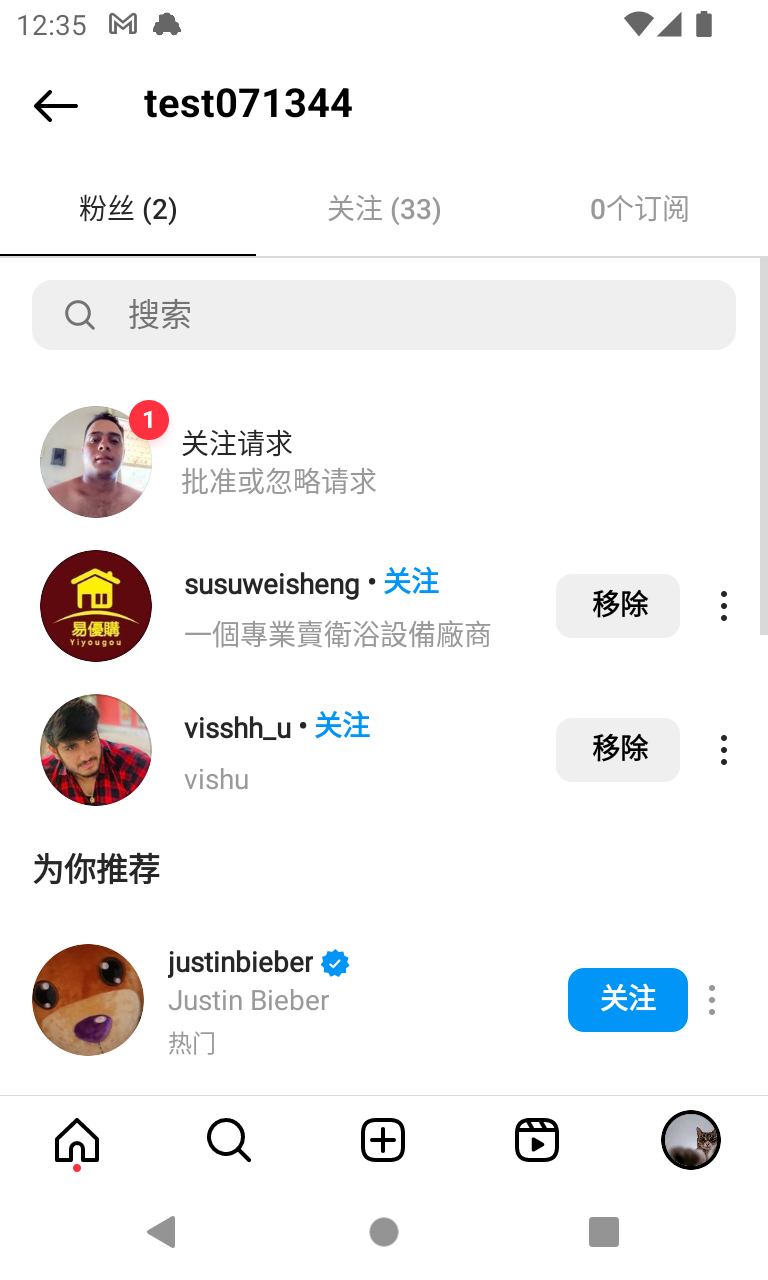 12:35
test071344
粉丝 (2)
关注 (33)
0个订阅
搜索
1
关注请求
批准或忽略请求
susuweisheng • 关注
一個專業賣衛浴設備廠商
移除
易優購
Yiyougou
visshh_u • 关注
vishu
移除
为你推荐
justinbieber
Justin Bieber
热门
关注